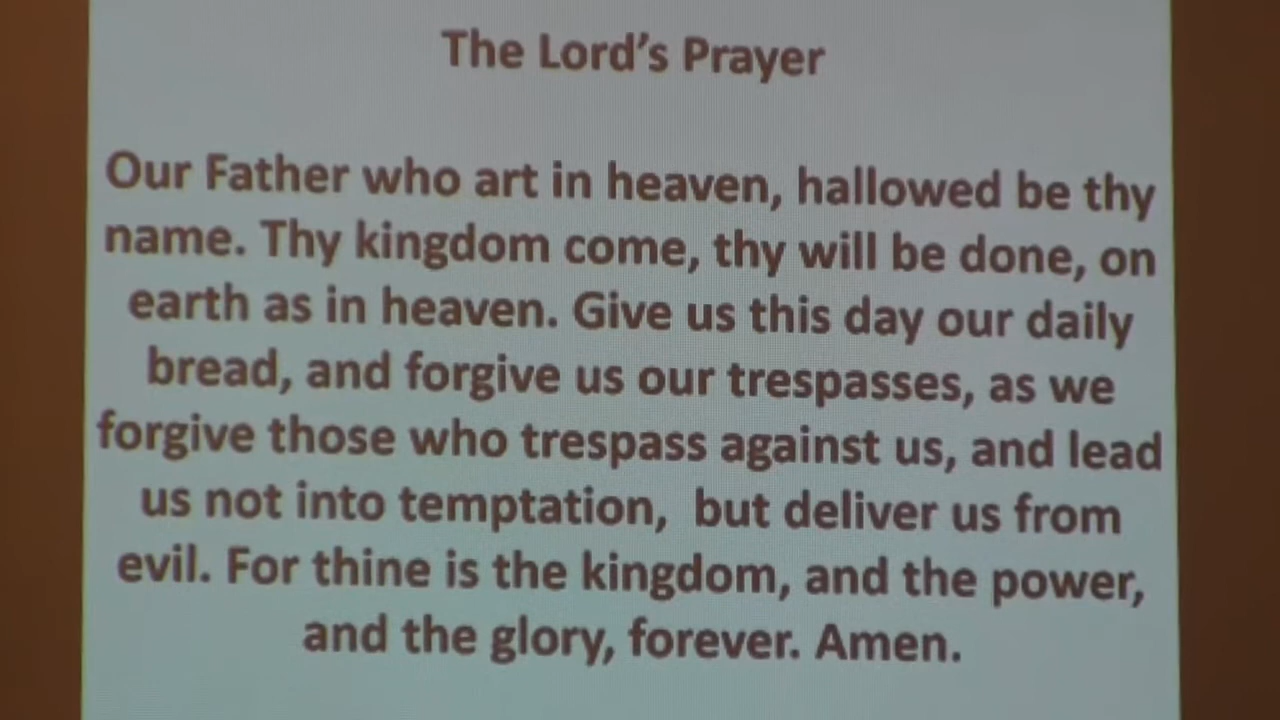 The Lord's Prayer
Our Father who art in heaven, hallowed be thy
name. Thy kingdom come, thy will be done, on
earth as in heaven. Give us this day our daily
bread, and forgive us our trespasses, as we
forgive those who trespass against us, and lead
us not into temptation,  but deliver us from
evil. For thine is the kingdom, and the power,
and the glory, forever. Amen.